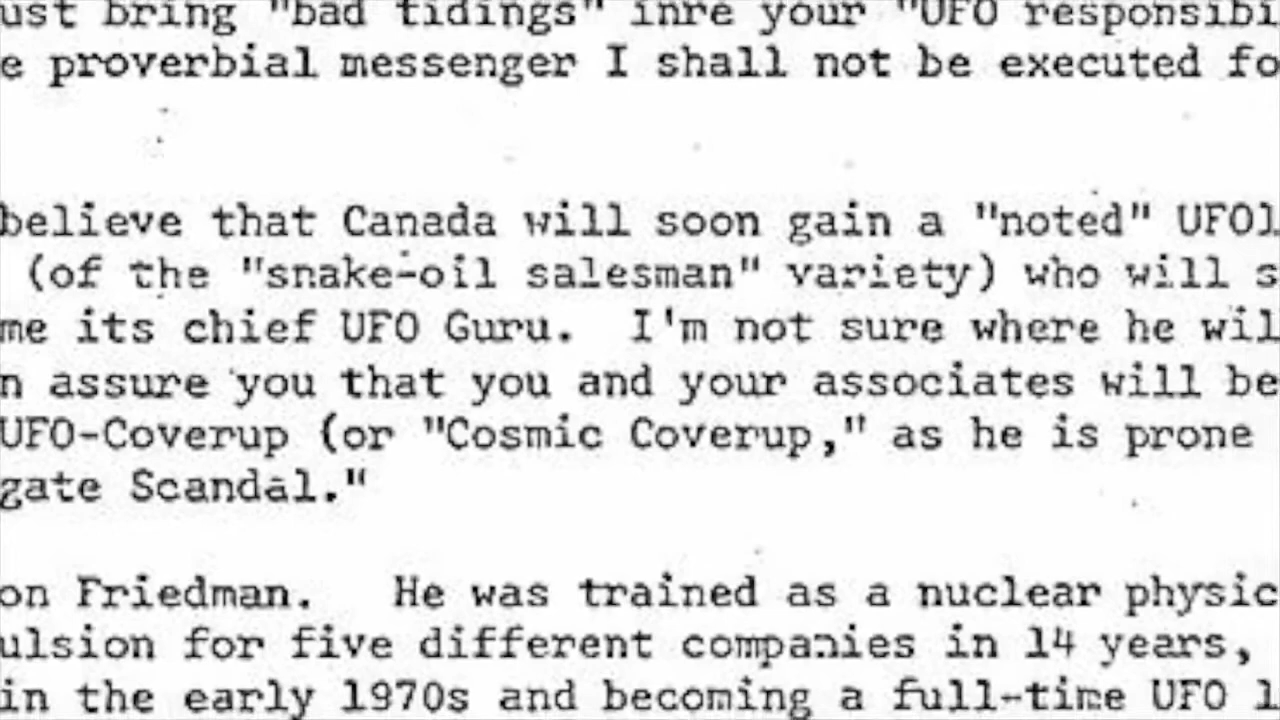 ust bring "bad tidings" inre your "UFO responsibi
e proverbial messenger I shall not be executed fo
believe that Canada will soon gain a "noted" UFOl
(of the "snake-oil salesman" variety) who will s
me its chief UFO Guru. I'm not sure where he wil
n assure you that you and your associates will be
UFO-Coverup (or "Cosmic Coverup," as he is prone
gate Scandal."
on Friedman. He was trained as a nuclear physic
ulsion for five different companies in 14 years,
in the early 1970s and becoming a full-time UFO l